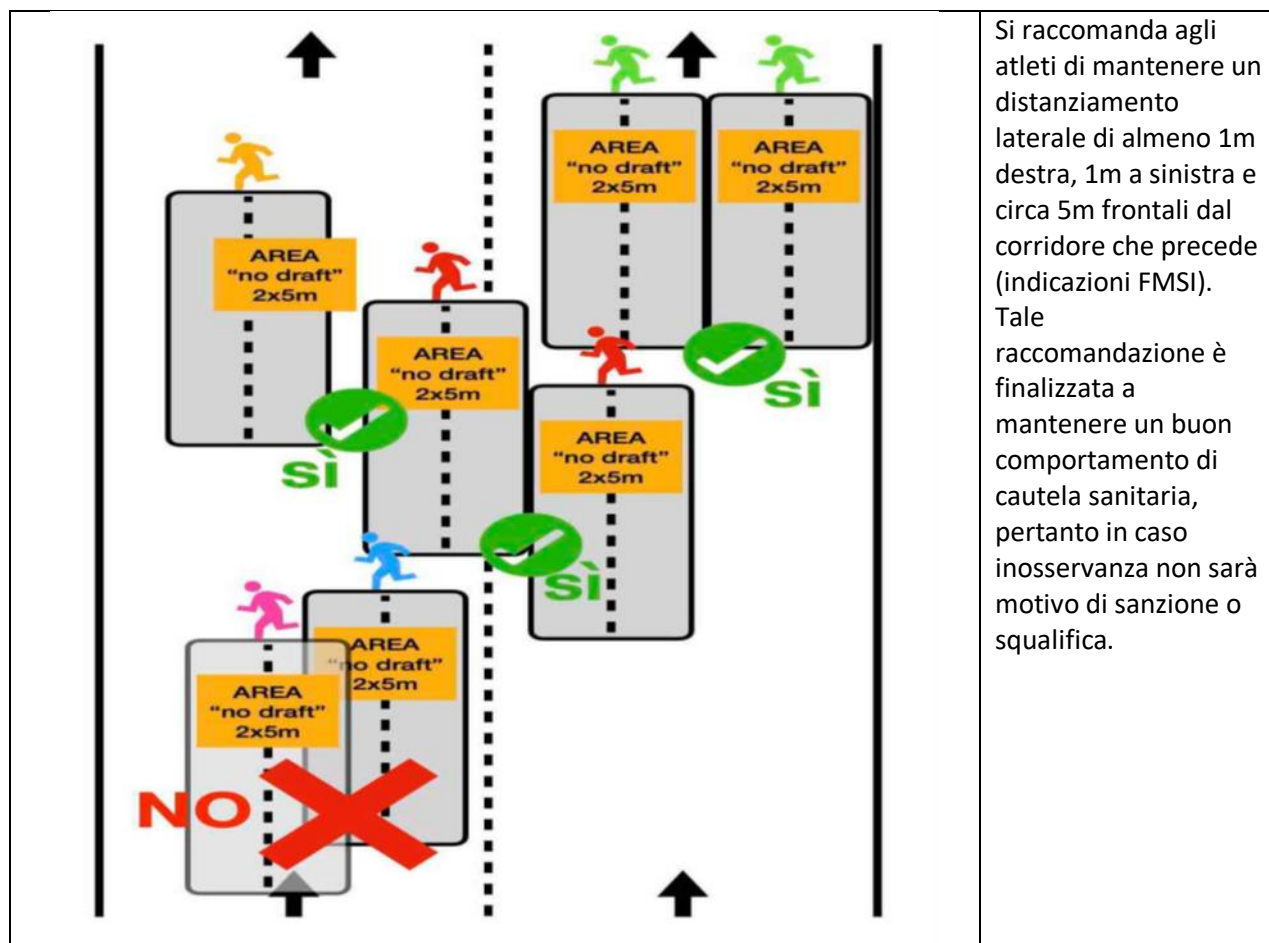 AREA
"no draft"
2x5m
AREA
"no draft"
2x5m
AREA
"no draft"
2x5m
AREA
"no draft"
2x5m
SÌ
AREA
"no draft"
2x5m
SÌ
SÌ
AREA
"no draft"
2x5m
AREA
"no draft"
2x5m
NO
Si raccomanda agli
atleti di mantenere un
distanziamento
laterale di almeno 1m
destra, 1m a sinistra e
circa 5m frontali dal
corridore che precede
(indicazioni FMSI).
Tale
raccomandazione è
finalizzata a
mantenere un buon
comportamento di
cautela sanitaria,
pertanto in caso
inosservanza non sarà
motivo di sanzione o
squalifica.